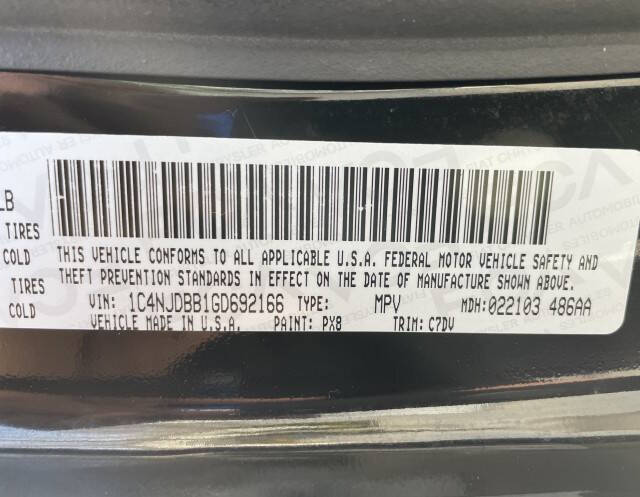 LB
TIRES
COLD
TIRES
COLD
THIS VEHICLE CONFORMS TO ALL APPLICABLE U.S.A. FEDERAL MOTOR VEHICLE SAFETY AND
THEFT PREVENTION STANDARDS IN EFFECT ON THE DATE OF MANUFACTURE SHOWN ABOVE.
VIN: 1C4NJDBB1GD692166 TYPE: MPV MDH:022103 486AA
VEHICLE MADE IN U.S.A. PAINT: PX8 TRIM: C7DV